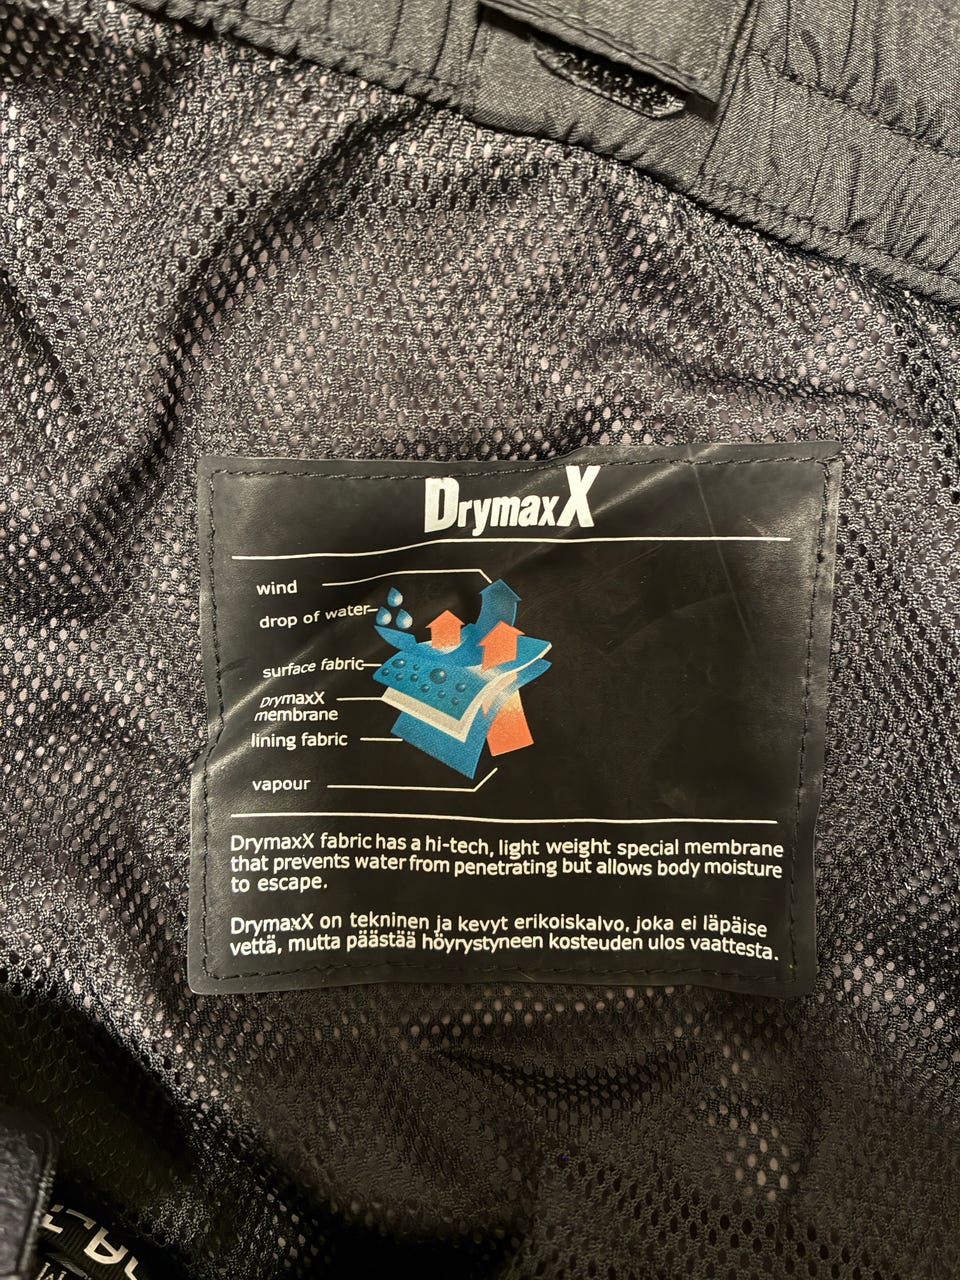 DrymaxX
wind
drop of water
surface fabric
DrymaxX
membrane
lining fabric
vapour
DrymaxX fabric has a hi-tech, light weight special membrane
that prevents water from penetrating but allows body moisture
to escape.
DrymaxX on tekninen ja kevyt erikoiskalvo, joka ei läpäise
vettä, mutta päästää höyrystyneen kosteuden ulos vaattesta.